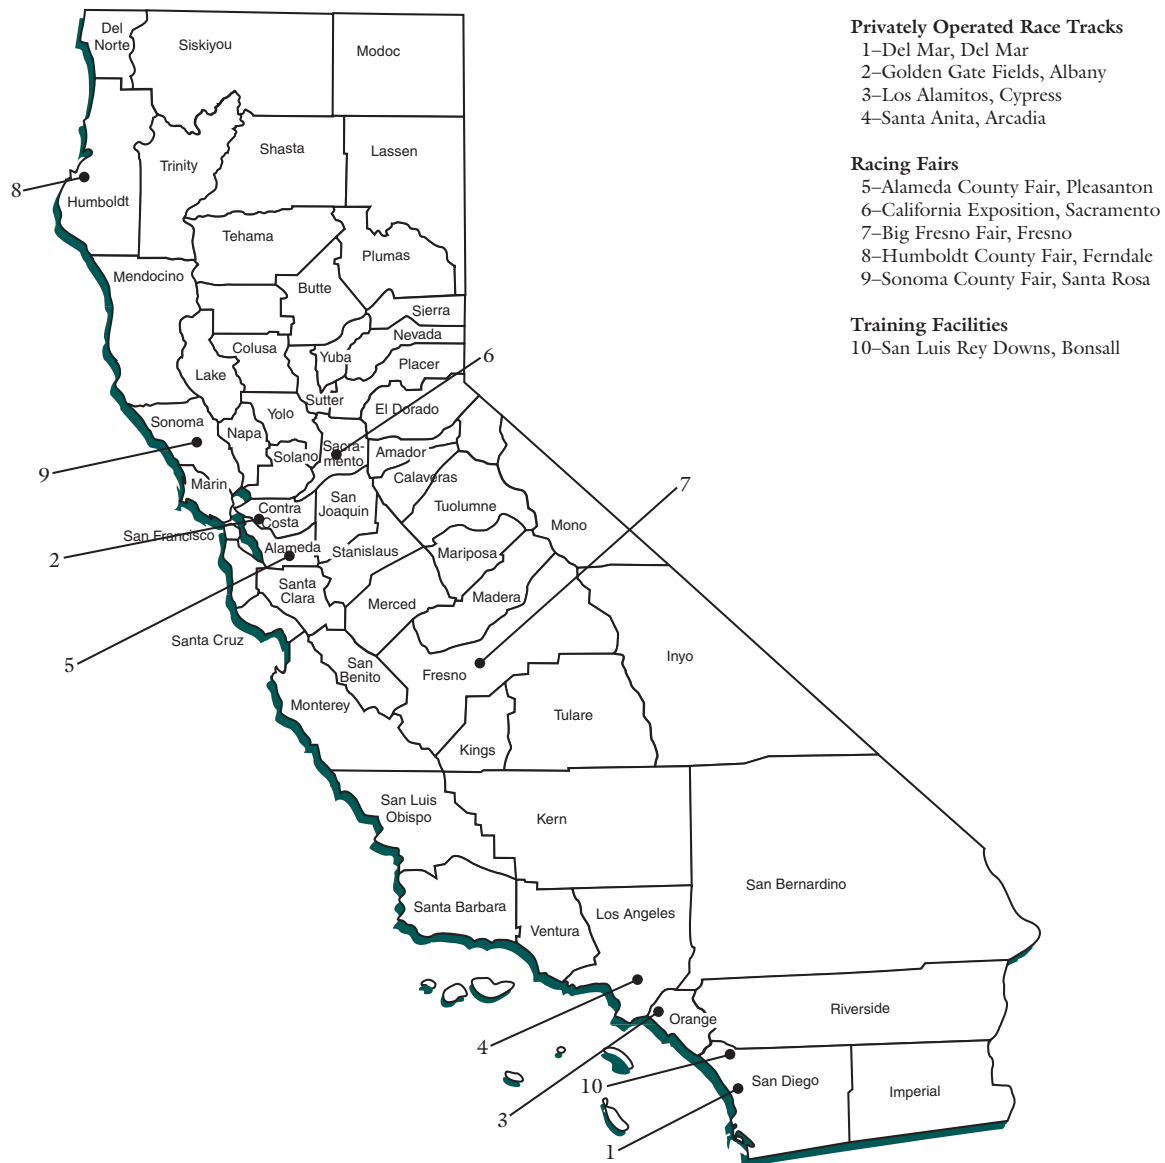 Privately Operated Race Tracks
1–Del Mar, Del Mar
2–Golden Gate Fields, Albany
3–Los Alamitos, Cypress
4–Santa Anita, Arcadia
Racing Fairs
5–Alameda County Fair, Pleasanton
6–California Exposition, Sacramento
7–Big Fresno Fair, Fresno
8–Humboldt County Fair, Ferndale
9–Sonoma County Fair, Santa Rosa
Training Facilities
10–San Luis Rey Downs, Bonsall
Del
Norte
Siskiyou
Modoc
Shasta
Lassen
Trinity
8
Humboldt
Tehama
Plumas
Mendocino
Butte
Sierra
Nevada
Colusa
Yuba
6
Placer
Lake
Sutter
El Dorado
Yolo
Sonoma
Napa
Sacra-
mento
Amador
Solano
9
Calaveras
Marin
7
San
Joaquin
Tuolumne
Contra
Costa
Mono
San Francisco
Alameda
Stanislaus
Mariposa
2
Santa
Clara
Madera
Merced
Santa Cruz
Inyo
5
San
Benito
Fresno
Monterey
Tulare
Kings
San Luis
Obispo
Kern
San Bernardino
Santa Barbara
Los Angeles
Ventura
Riverside
Orange
4
San Diego
10
Imperial
3
1